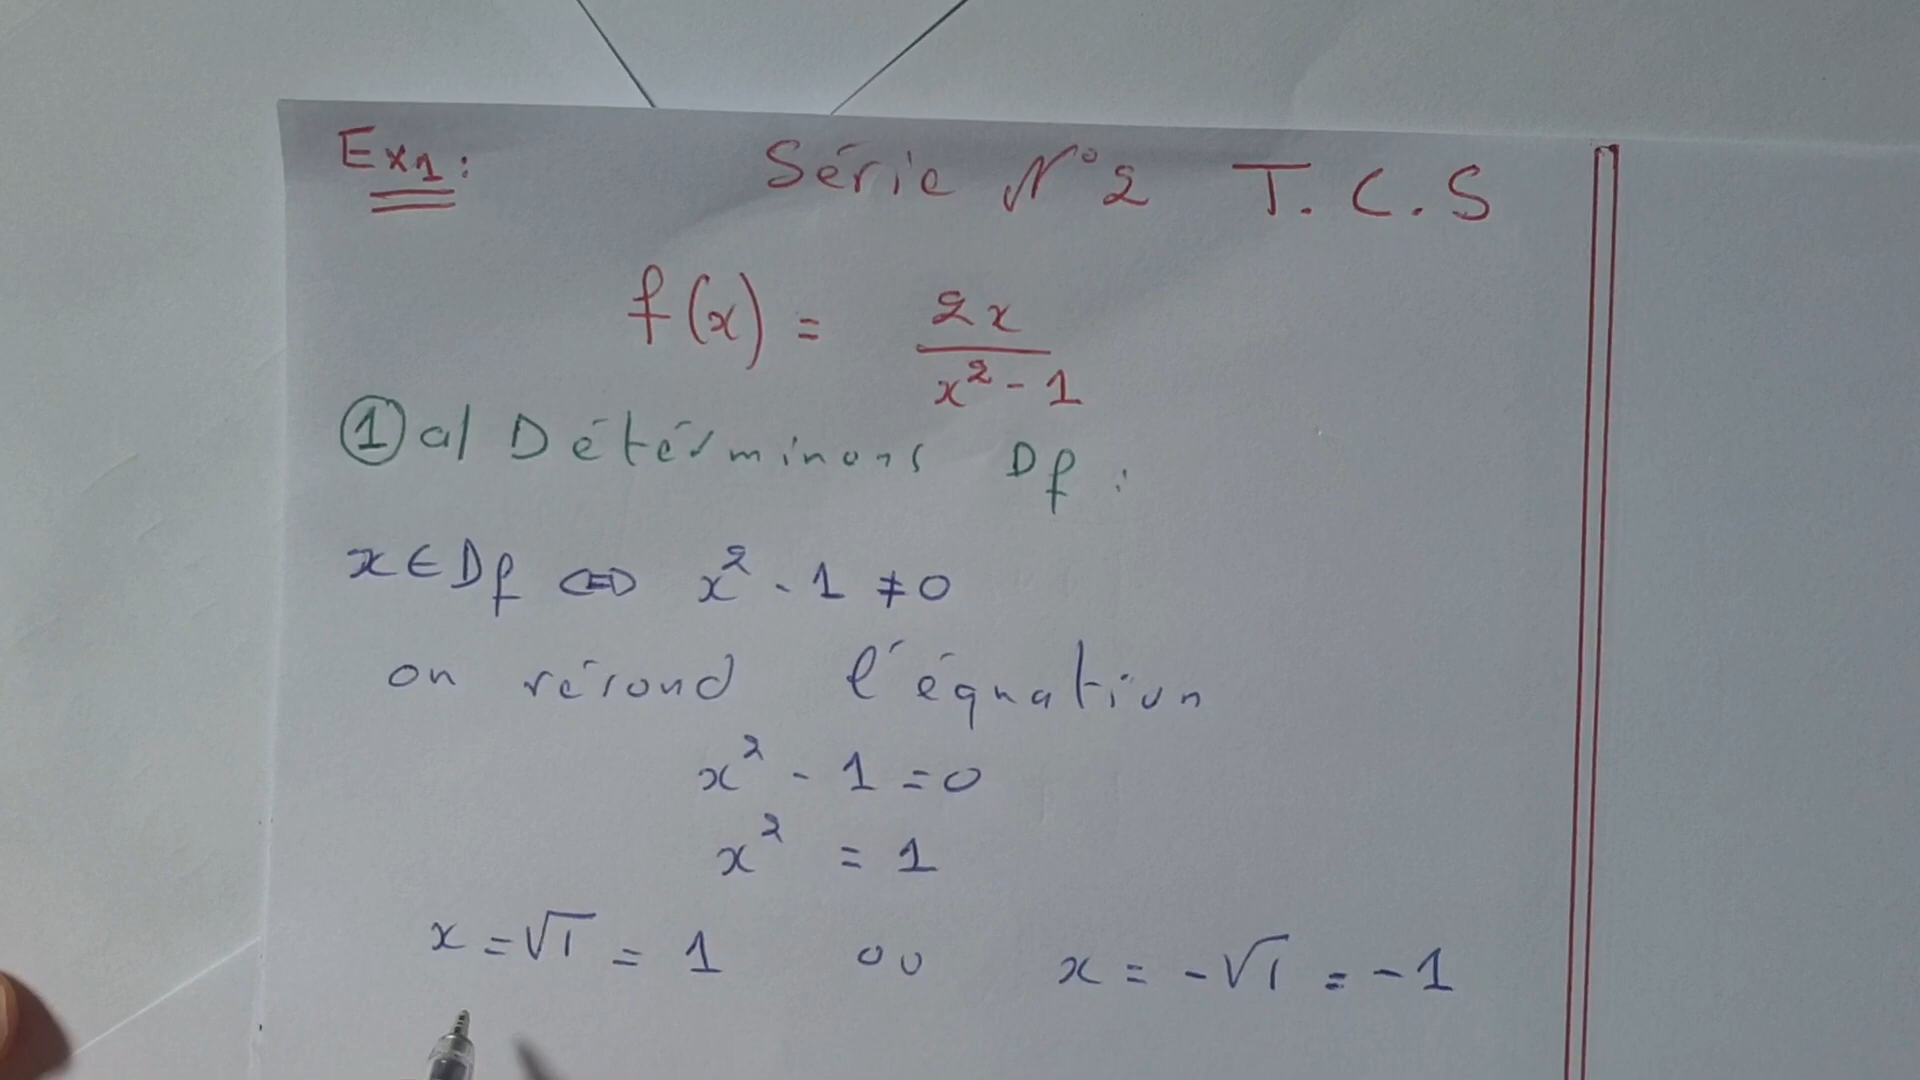 Ex1:
Série N°2 T.C.S
f(x) = 2x / x² - 1
① a/ Détérminons Df :
x ∈ Df ⇔ x² - 1 ≠ 0
on résoud l'équation
x² - 1 = 0
x² = 1
x = √1 = 1 ou x = -√1 = -1